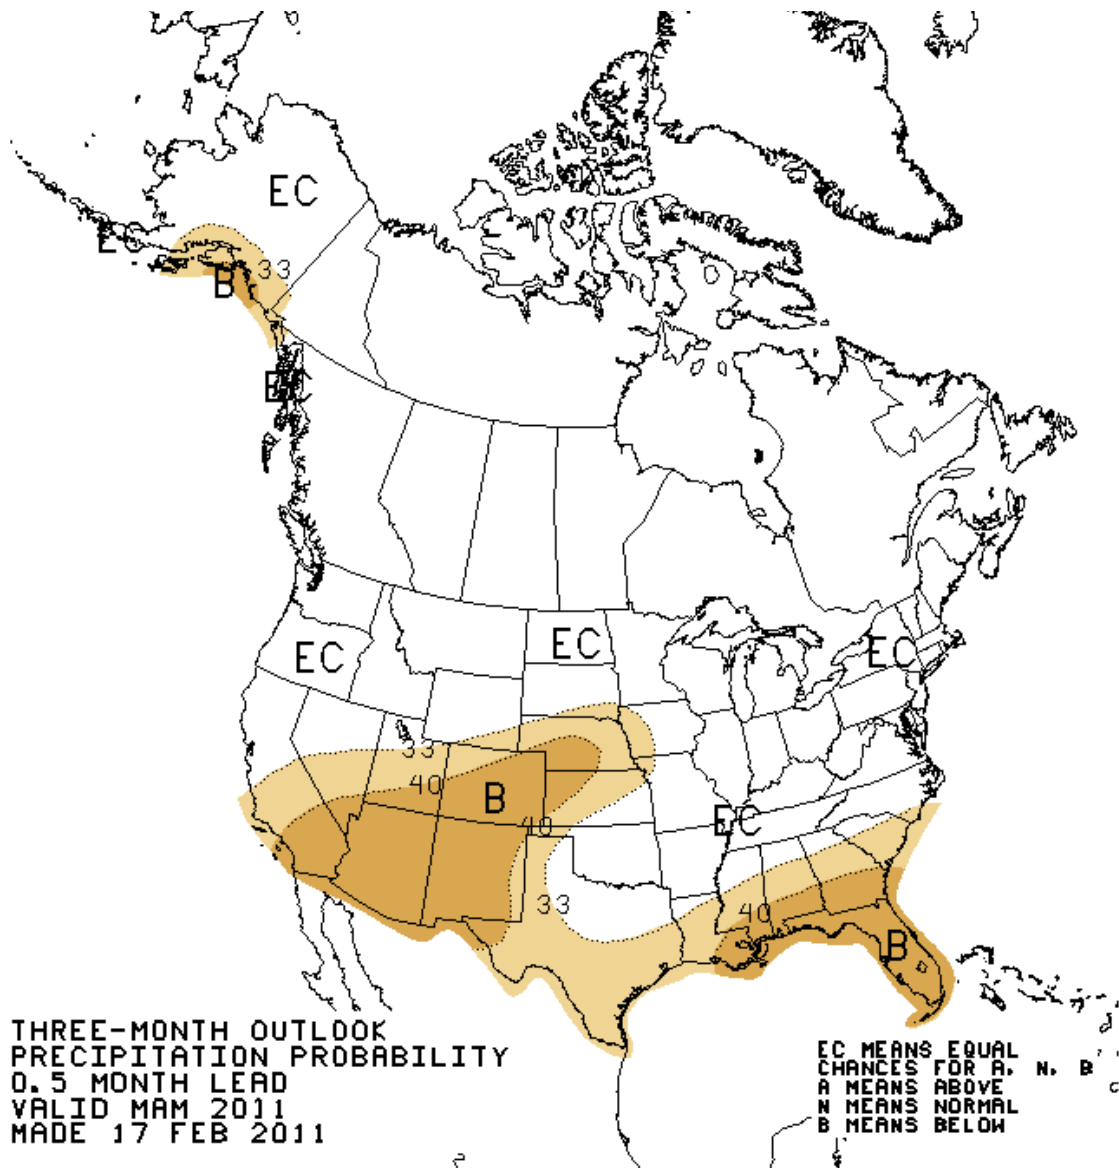 EC
EC
33
B
EC
EC
EC
EC
33
40
B
40
EC
33
40
B
THREE-MONTH OUTLOOK
PRECIPITATION PROBABILITY
0.5 MONTH LEAD
VALID MAM 2011
MADE 17 FEB 2011
EC MEANS EQUAL
CHANCES FOR A, N, B
A MEANS ABOVE
N MEANS NORMAL
B MEANS BELOW